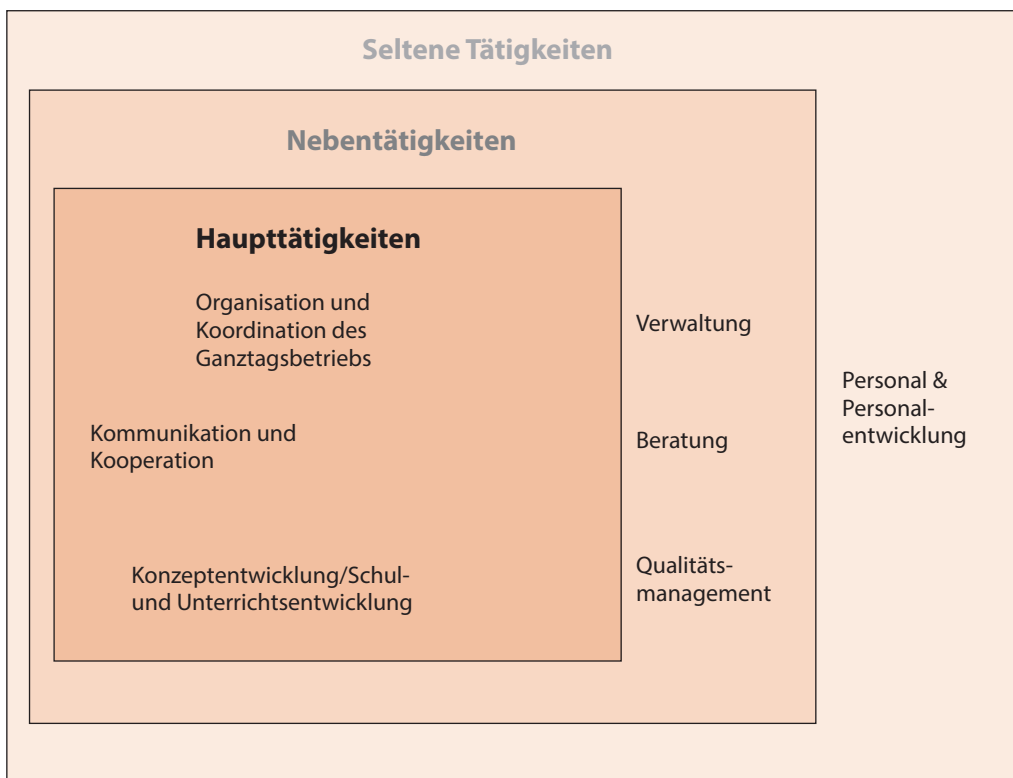 Seltene Tätigkeiten
Nebentätigkeiten
Haupttätigkeiten
Organisation und
Koordination des
Ganztagsbetriebs
Kommunikation und
Kooperation
Konzeptentwicklung/Schul-
und Unterrichtsentwicklung
Verwaltung
Beratung
Qualitäts-
management
Personal &
Personal-
entwicklung